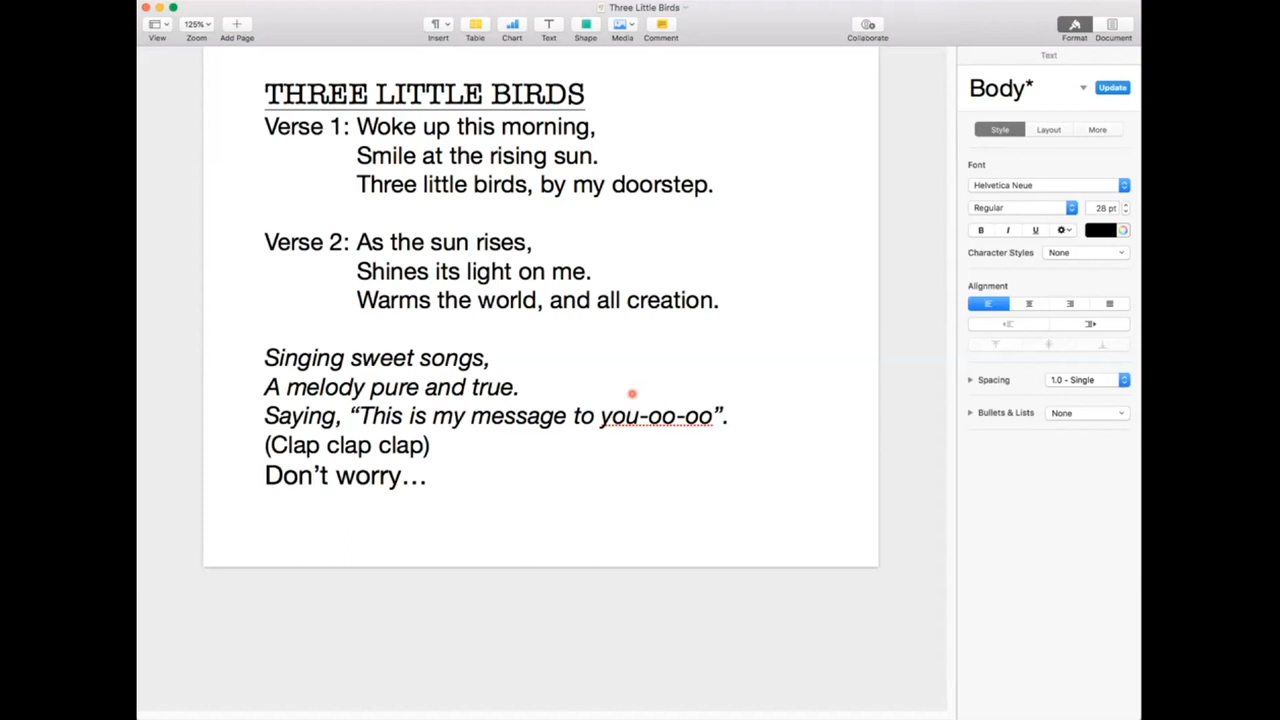 Three Little Birds
View
125%
Zoom
Add Page
Insert
Table
Chart
Text
Shape
Media
Comment
Collaborate
Format
Document
THREE LITTLE BIRDS
Verse 1: Woke up this morning,
Smile at the rising sun.
Three little birds, by my doorstep.
Verse 2: As the sun rises,
Shines its light on me.
Warms the world, and all creation.
Singing sweet songs,
A melody pure and true.
Saying, “This is my message to you-oo-oo”.
(Clap clap clap)
Don’t worry…
Text
Body*
Update
Style
Layout
More
Font
Helvetica Neue
Regular
28 pt
B I U
Character Styles
None
Alignment
Spacing
1.0 - Single
Bullets & Lists
None